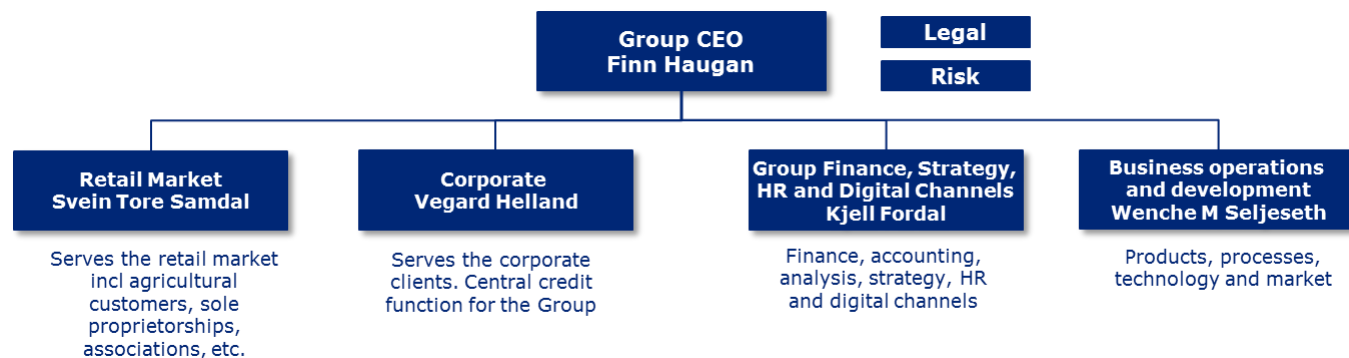 Group CEO
Finn Haugan
Legal
Risk
Retail Market
Svein Tore Samdal
Serves the retail market
incl agricultural
customers, sole
proprietorships,
associations, etc.
Corporate
Vegard Helland
Serves the corporate
clients. Central credit
function for the Group
Group Finance, Strategy,
HR and Digital Channels
Kjell Fordal
Finance, accounting,
analysis, strategy, HR
and digital channels
Business operations
and development
Wenche M Seljeseth
Products, processes,
technology and market